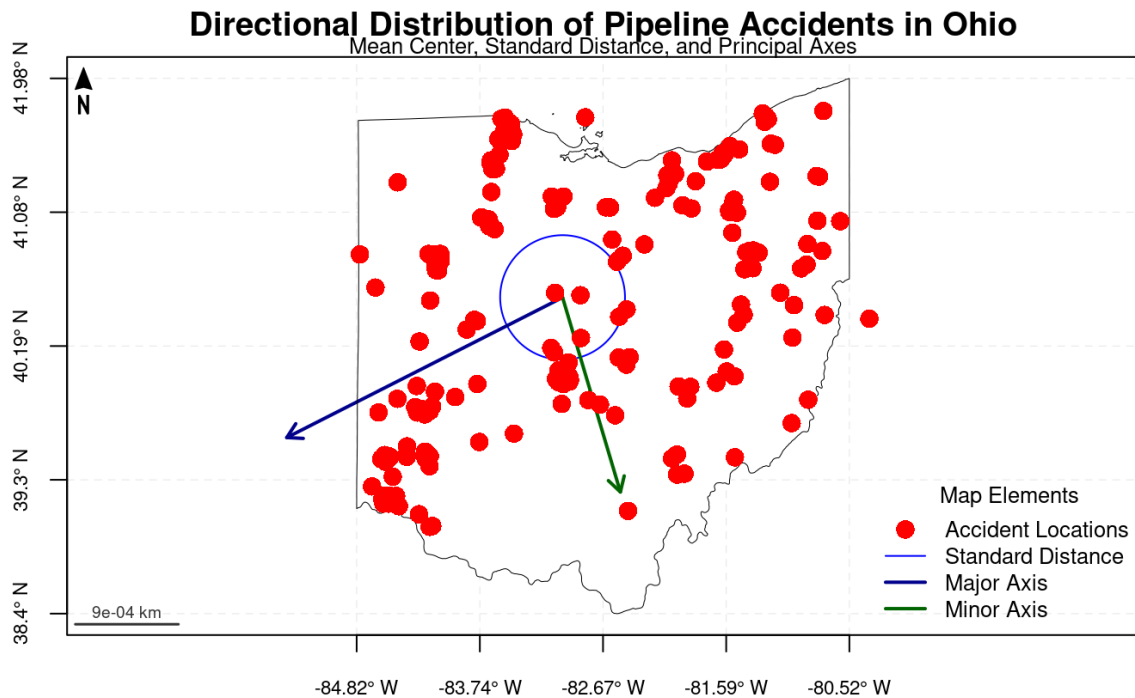 Directional Distribution of Pipeline Accidents in Ohio
Mean Center, Standard Distance, and Principal Axes
41.98° N
41.08° N
40.19° N
39.3° N
38.4° N
N
9e-04 km
Map Elements
Accident Locations
Standard Distance
Major Axis
Minor Axis
-84.82° W
-83.74° W
-82.67° W
-81.59° W
-80.52° W